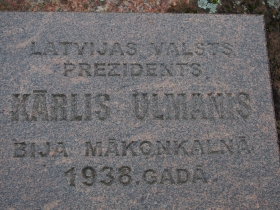 LATVIJAS VALSTS
PREZIDENTS
KĀRLIS ULMANIS
BIJA MĀKOŅKALNĀ
1938. GADĀ.